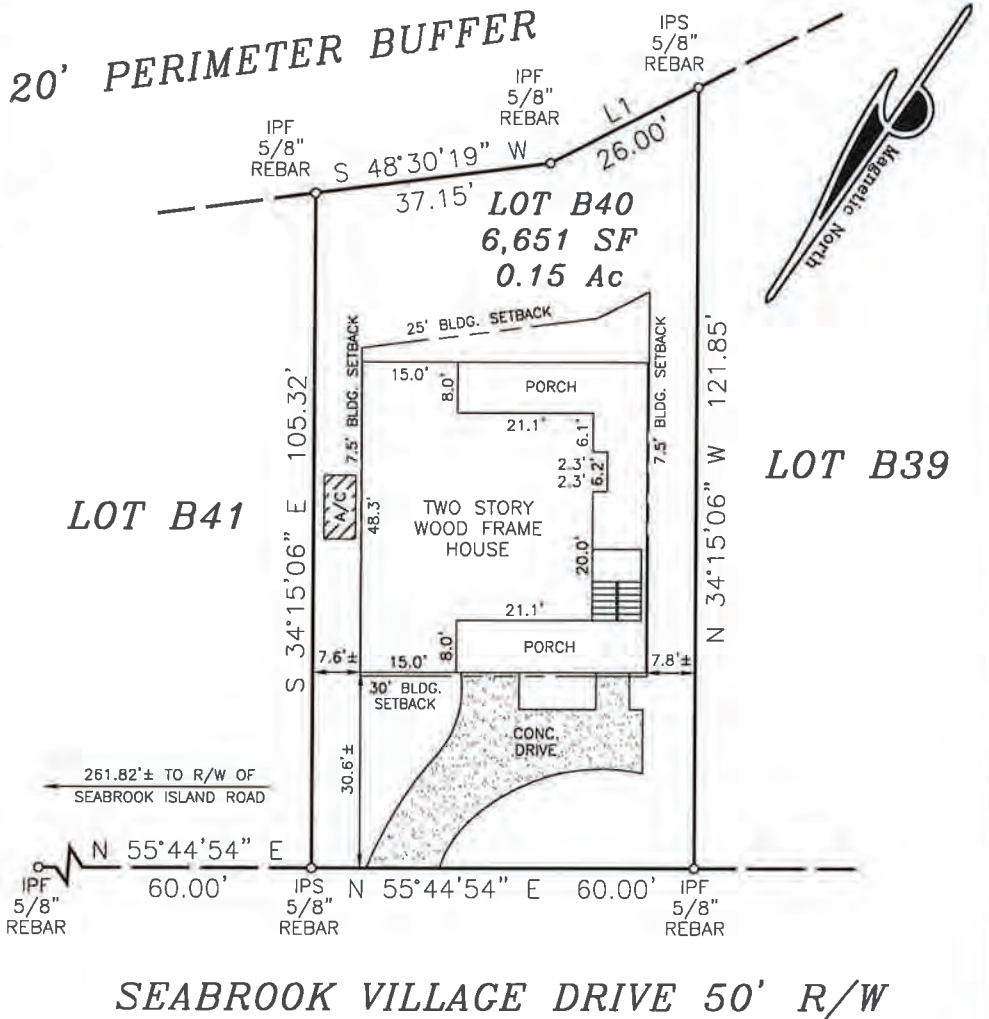 20' PERIMETER BUFFER
IPS
5/8"
REBAR
IPF
5/8"
REBAR
IPF
5/8"
REBAR
L1
26.00'
S 48°30'19" W
37.15'
Magnetic North
LOT B40
6,651 SF
0.15 Ac
25' BLDG. SETBACK
7.5' BLDG. SETBACK
7.5' BLDG. SETBACK
15.0'
8.0'
PORCH
21.1'
6.1'
2.3'
2.3'
6.2'
S 34°15'06" E 105.32'
N 34°15'06" W 121.85'
LOT B41
LOT B39
A/C
48.3'
TWO STORY
WOOD FRAME
HOUSE
20.0'
21.1'
8.0'
PORCH
7.6'±
15.0'
7.8'±
30' BLDG.
SETBACK
CONC.
DRIVE
30.6'±
261.82'± TO R/W OF
SEABROOK ISLAND ROAD
N 55°44'54" E
60.00'
N 55°44'54" E 60.00'
IPF
5/8"
REBAR
IPS
5/8"
REBAR
IPF
5/8"
REBAR
SEABROOK VILLAGE DRIVE 50' R/W